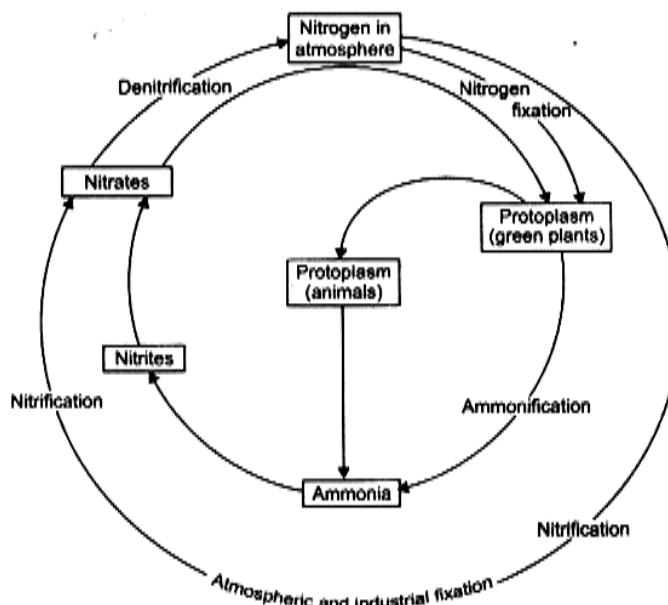 Nitrogen in
atmosphere
Denitrification
Nitrogen
fixation
Nitrates
Protoplasm
(green plants)
Protoplasm
(animals)
Nitrites
Nitrification
Ammonification
Ammonia
Nitrification
Atmospheric and industrial fixation